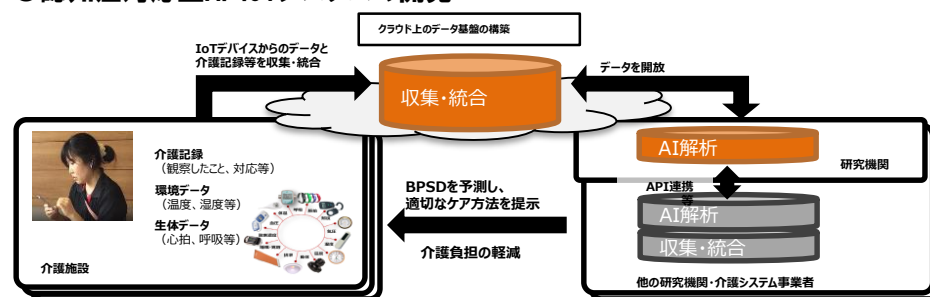 クラウド上のデータ基盤の構築
IoTデバイスからのデータと
介護記録等を収集・統合
収集・統合
データを開放
介護記録
（観察したこと、対応等）
環境データ
（温度、湿度等）
生体データ
（心拍、呼吸等）
介護施設
BPSDを予測し、
適切なケア方法を提示
介護負担の軽減
AI解析
研究機関
API連携
等
AI解析
収集・統合
他の研究機関・介護システム事業者